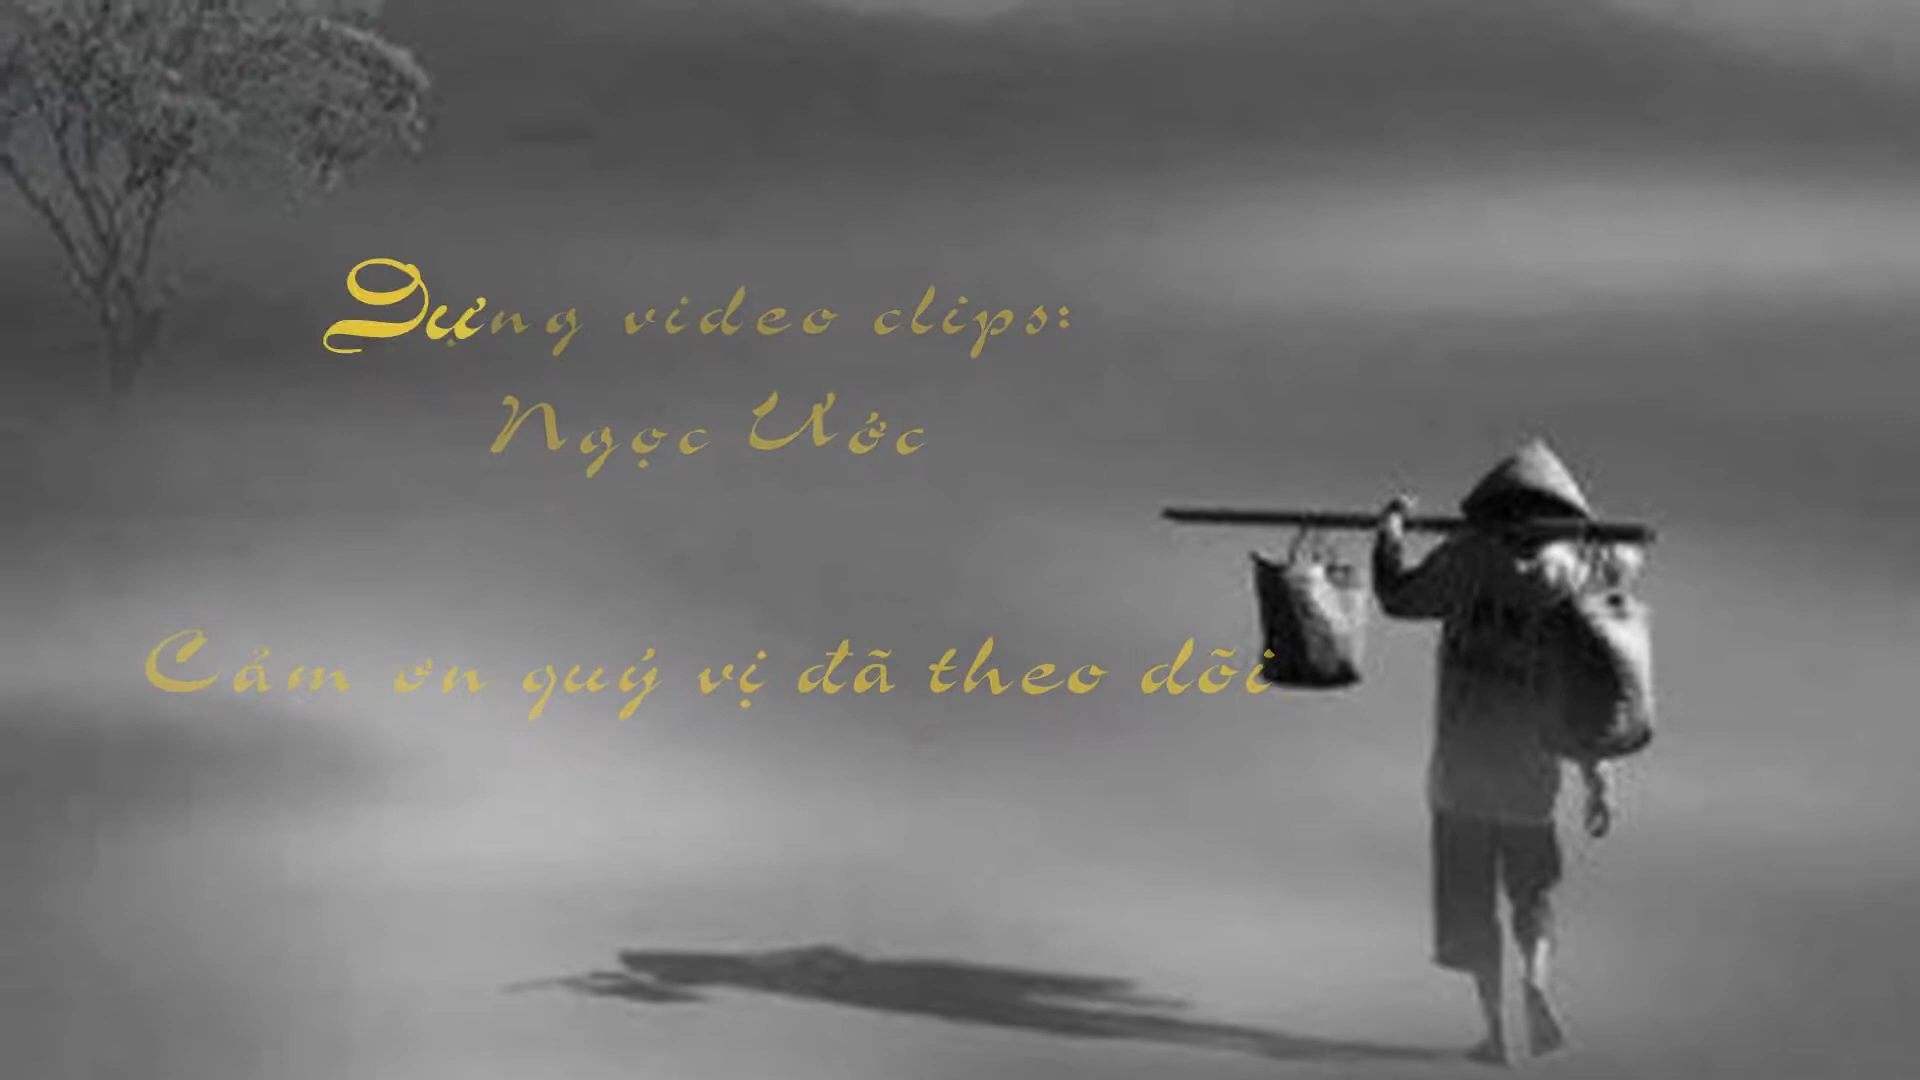 Dựng video clips:
Ngọc Ước
Cảm ơn quý vị đã theo dõi